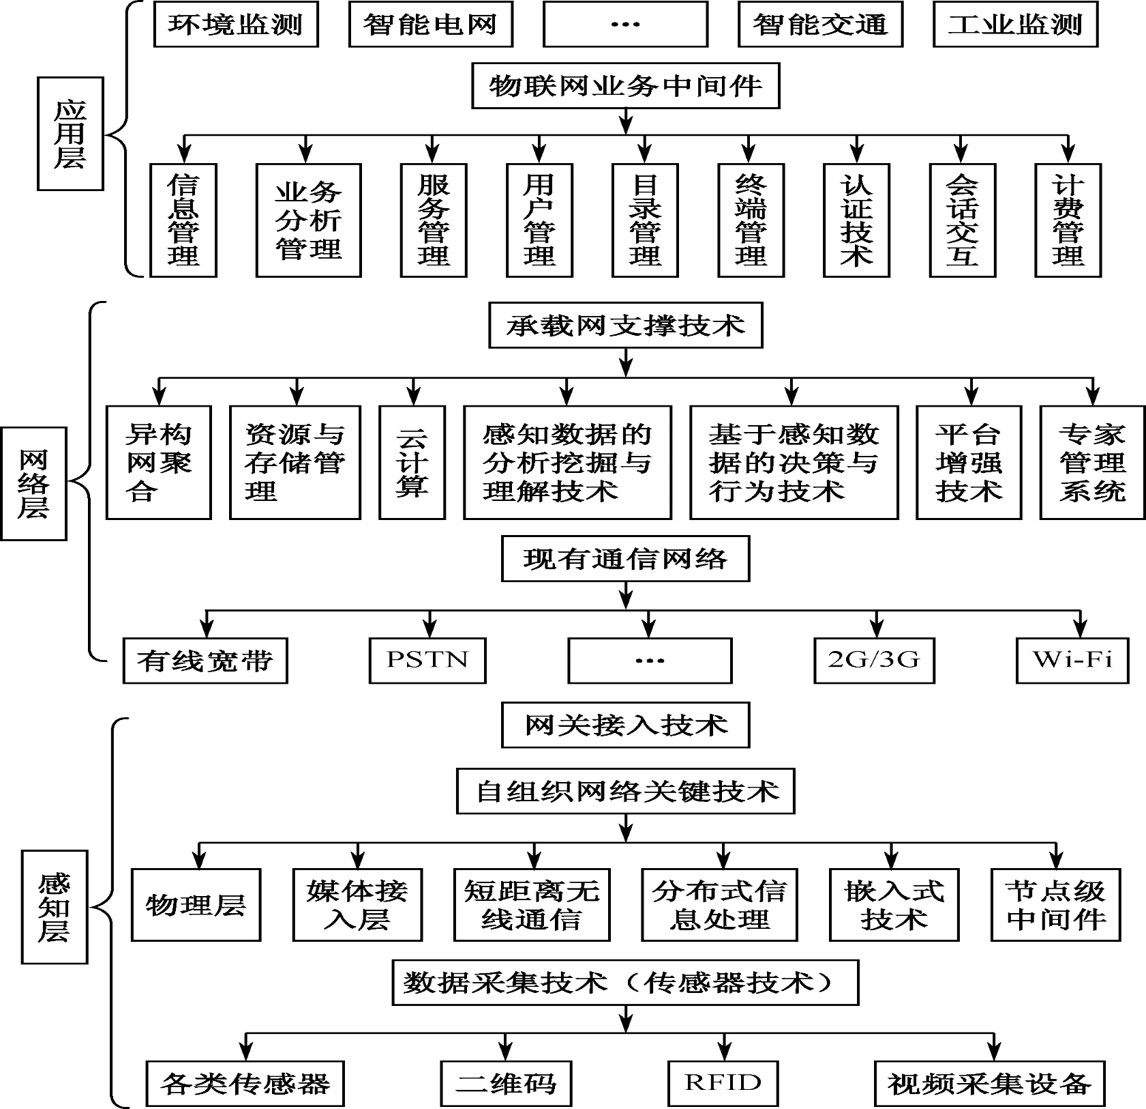 环境监测
智能电网
…
智能交通
工业监测
应用层
物联网业务中间件
信息管理
业务
分析
管理
服务管理
用户管理
目录管理
终端管理
认证技术
会话交互
计费管理
网络层
承载网支撑技术
异构
网聚
合
资源与
存储管
理
云计算
感知数据的
分析挖掘与
理解技术
基于感知数
据的决策与
行为技术
平台
增强
技术
专家
管理
系统
现有通信网络
有线宽带
PSTN
…
2G/3G
Wi-Fi
感知层
网关接入技术
自组织网络关键技术
物理层
媒体接
入层
短距离无
线通信
分布式信
息处理
嵌入式
技术
节点级
中间件
数据采集技术（传感器技术）
各类传感器
二维码
RFID
视频采集设备